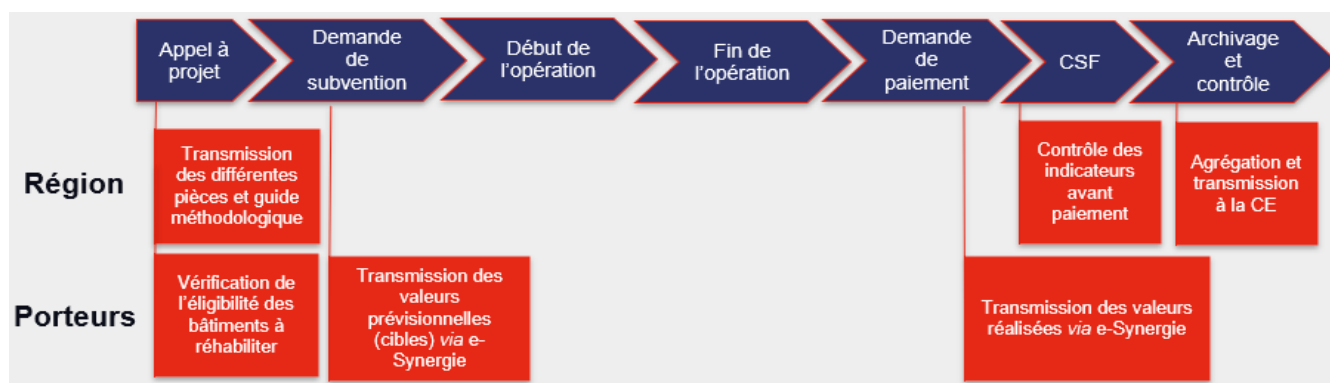 Appel à
projet
Demande
de
subvention
Début de
l’opération
Fin de
l’opération
Demande
de
paiement
CSF
Archivage
et
contrôle
Région
Transmission
des différentes
pièces et guide
méthodologique
Contrôle des
indicateurs
avant
paiement
Agrégation et
transmission
à la CE
Porteurs
Vérification de
l’éligibilité des
bâtiments à
réhabiliter
Transmission des
valeurs
prévisionnelles
(cibles) via e-
Synergie
Transmission des valeurs
réalisées via e-Synergie